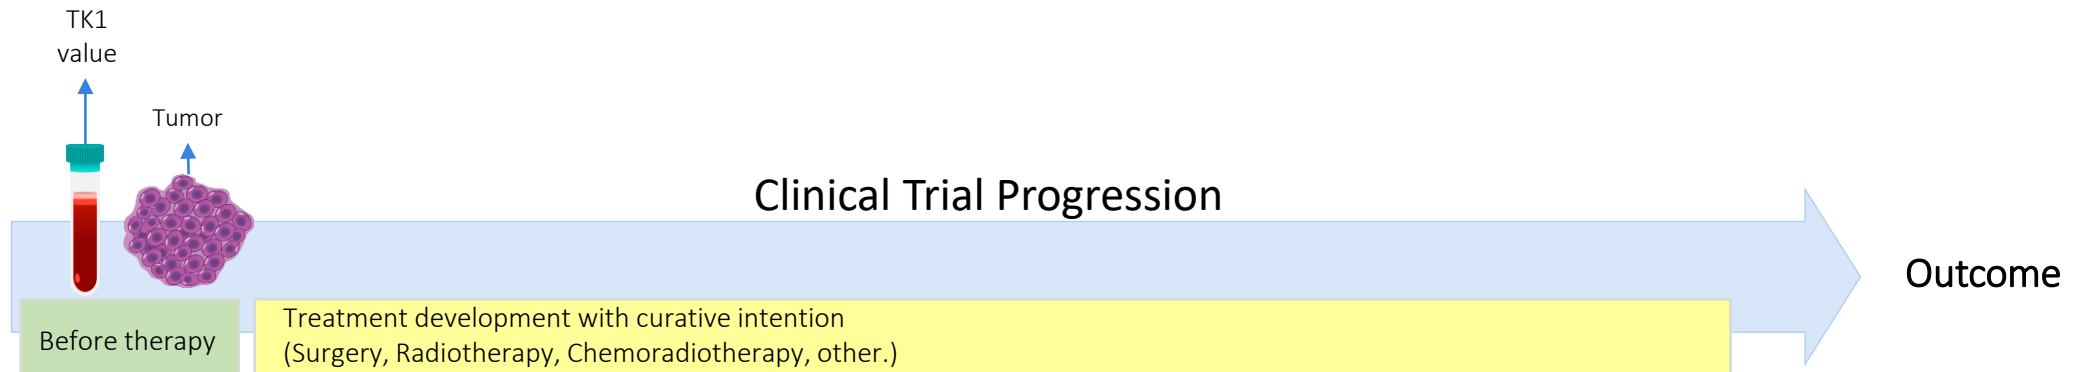 TK1
value
Tumor
Clinical Trial Progression
Outcome
Before therapy
Treatment development with curative intention
(Surgery, Radiotherapy, Chemoradiotherapy, other.)